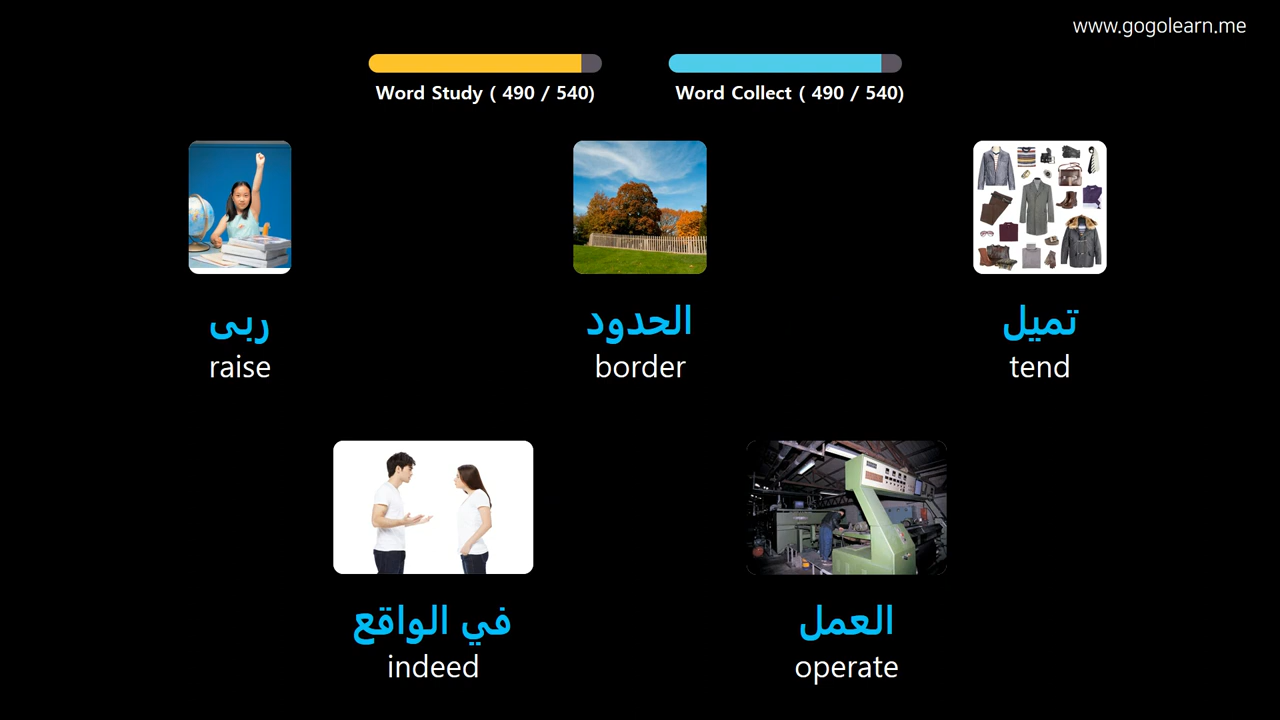 www.gogolearn.me
Word Study ( 490 / 540)
Word Collect ( 490 / 540)
ربى
raise
الحدود
border
تميل
tend
في الواقع
indeed
العمل
operate